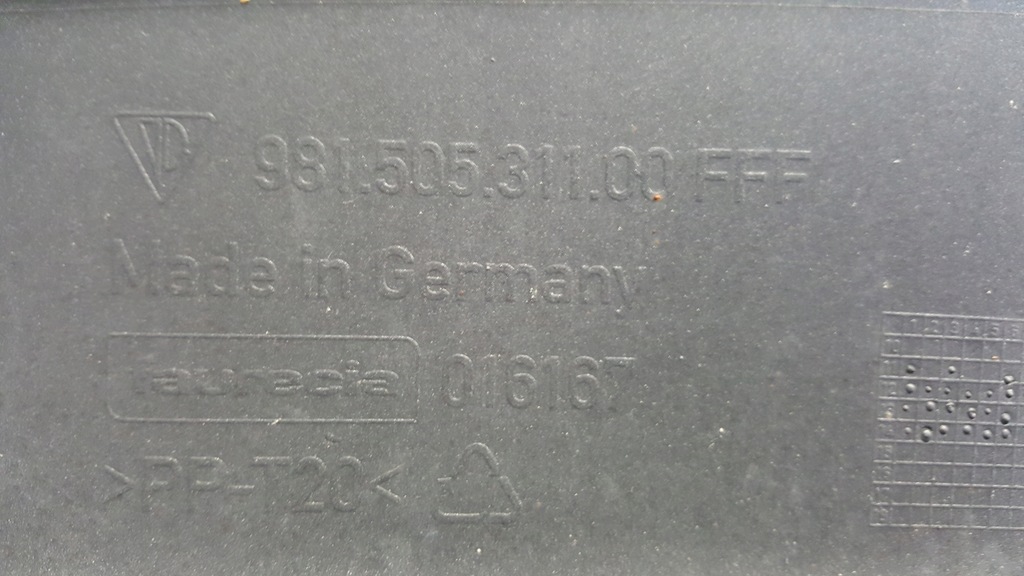 981.505.311.00 FFF
Made in Germany
faurecia 016167
>PP-T20<